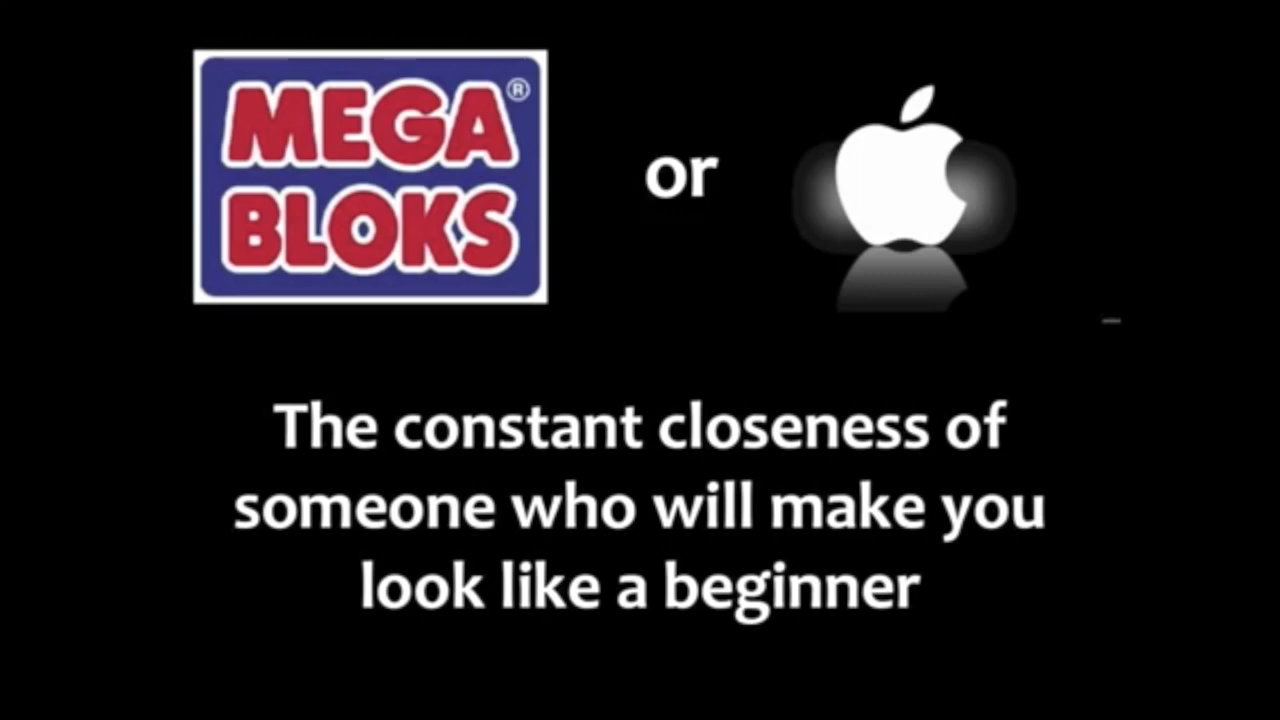 MEGA®
BLOKS
or
The constant closeness of
someone who will make you
look like a beginner